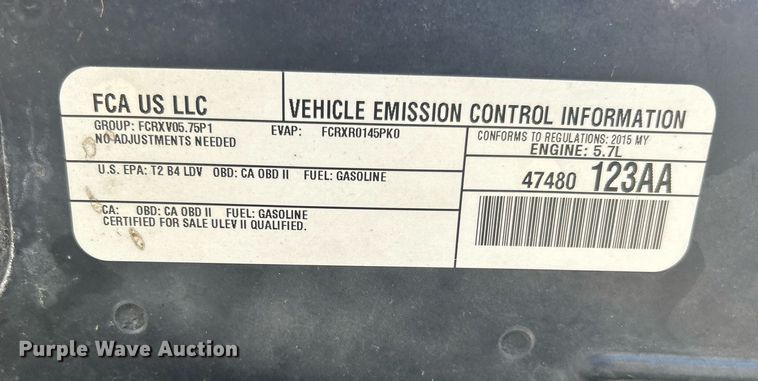 FCA US LLC
VEHICLE EMISSION CONTROL INFORMATION
GROUP: FCRXV05.75P1 EVAP: FCRXR0145PK0
NO ADJUSTMENTS NEEDED
CONFORMS TO REGULATIONS: 2015 MY
ENGINE: 5.7L
U.S. EPA: T2 B4 LDV OBD: CA OBD II FUEL: GASOLINE
47480 123AA
CA: OBD: CA OBD II FUEL: GASOLINE
CERTIFIED FOR SALE ULEV II QUALIFIED.
Purple Wave Auction